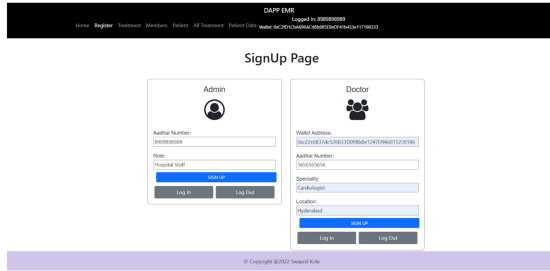 DAPP EMR
Logged in: 8989898989
Home Register Treatment Members Patient All Treatment Patient Data
SignUp Page
Admin
Aadhar Number:
8989898989
Role:
Hospital Staff
SIGN UP
Log In Log Out
Doctor
Wallet Address:
Aadhar Number:
5656565656
Specialty:
Cardiologist
Location:
Hyderabad
SIGN UP
Log In Log Out
© Copyright @2022 Swapnil Kole